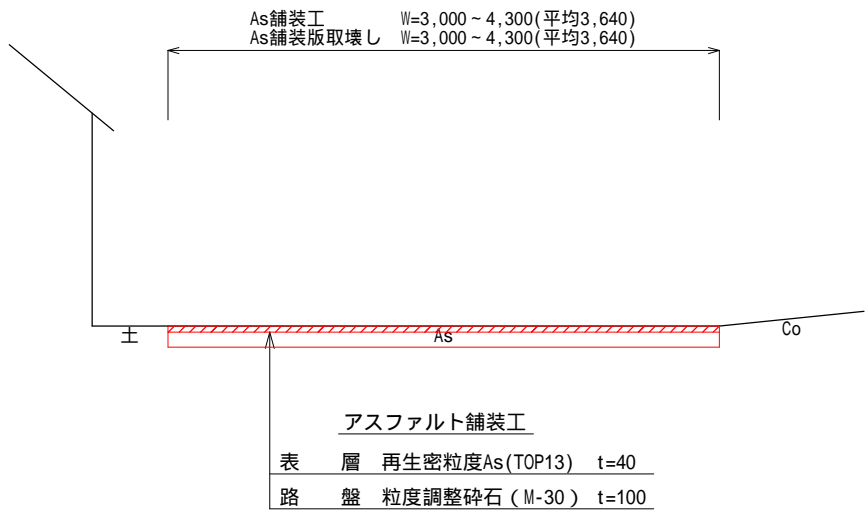 As舗装工 W=3,000～4,300(平均3,640)
As舗装版取壊し W=3,000～4,300(平均3,640)
土
As
Co
アスファルト舗装工
表 層 再生密粒度As(TOP13) t=40
路 盤 粒度調整砕石（M-30）t=100